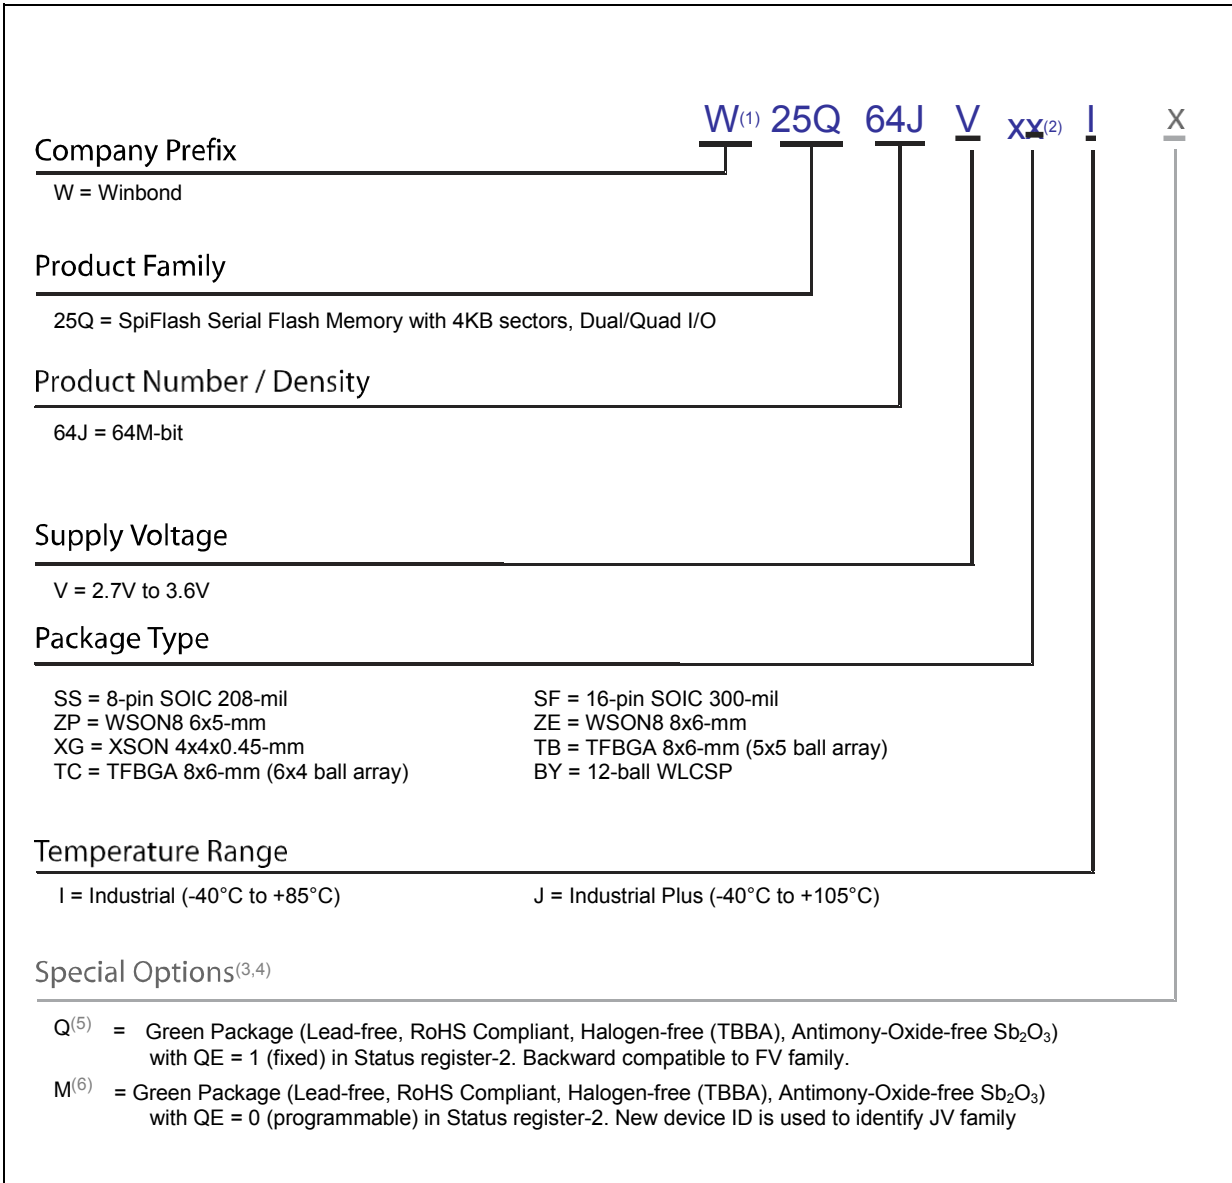 W(1) 25Q 64J V xx(2) I x
Company Prefix
W = Winbond
Product Family
25Q = SpiFlash Serial Flash Memory with 4KB sectors, Dual/Quad I/O
Product Number / Density
64J = 64M-bit
Supply Voltage
V = 2.7V to 3.6V
Package Type
SS = 8-pin SOIC 208-mil SF = 16-pin SOIC 300-mil
ZP = WSON8 6x5-mm ZE = WSON8 8x6-mm
XG = XSON 4x4x0.45-mm TB = TFBGA 8x6-mm (5x5 ball array)
TC = TFBGA 8x6-mm (6x4 ball array) BY = 12-ball WLCSP
Temperature Range
I = Industrial (-40°C to +85°C) J = Industrial Plus (-40°C to +105°C)
Special Options(3,4)
Q(5) = Green Package (Lead-free, RoHS Compliant, Halogen-free (TBBA), Antimony-Oxide-free Sb₂O₃)
with QE = 1 (fixed) in Status register-2. Backward compatible to FV family.
M(6) = Green Package (Lead-free, RoHS Compliant, Halogen-free (TBBA), Antimony-Oxide-free Sb₂O₃)
with QE = 0 (programmable) in Status register-2. New device ID is used to identify JV family